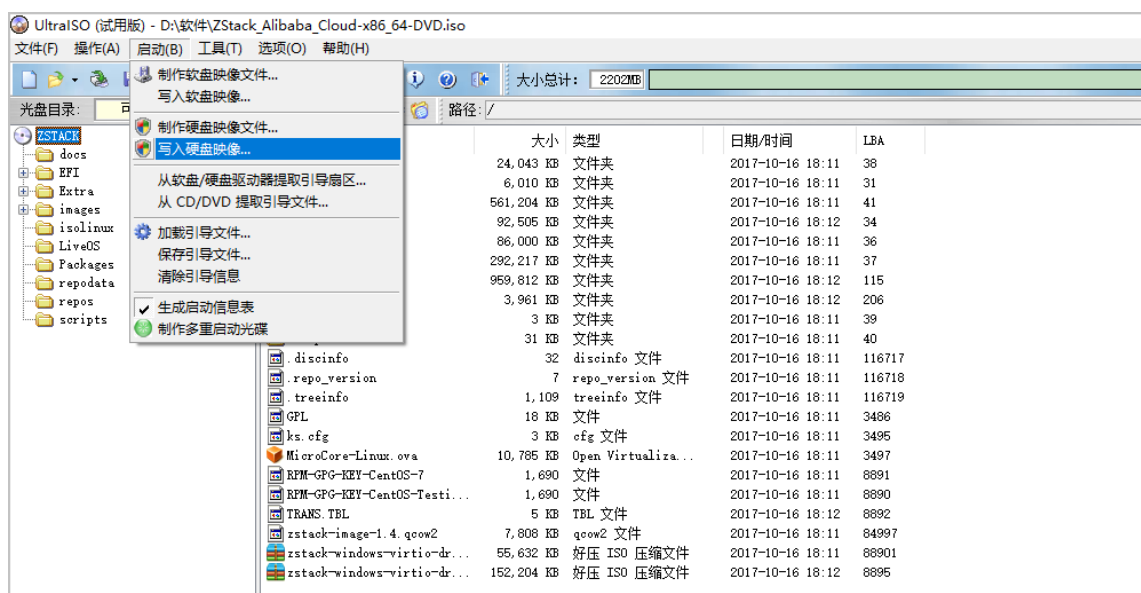 UltraISO (试用版) - D:\软件\ZStack_Alibaba_Cloud-x86_64-DVD.iso
文件(F) 操作(A) 启动(B) 工具(T) 选项(O) 帮助(H)
大小总计: 2202MB
光盘目录: 路径: /
制作软盘映像文件...
写入软盘映像...
制作硬盘映像文件...
写入硬盘映像...
从软盘/硬盘驱动器提取引导扇区...
从 CD/DVD 提取引导文件...
加载引导文件...
保存引导文件...
清除引导信息
生成启动信息表
制作多重启动光碟
ZSTACK
docs
EFI
Extra
images
isolinux
LiveOS
Packages
repodata
repos
scripts
大小 类型 日期/时间 LBA
24,043 KB 文件夹 2017-10-16 18:11 38
6,010 KB 文件夹 2017-10-16 18:11 31
561,204 KB 文件夹 2017-10-16 18:11 41
92,505 KB 文件夹 2017-10-16 18:12 34
86,000 KB 文件夹 2017-10-16 18:11 36
292,217 KB 文件夹 2017-10-16 18:11 37
959,812 KB 文件夹 2017-10-16 18:12 115
3,961 KB 文件夹 2017-10-16 18:12 206
3 KB 文件夹 2017-10-16 18:11 39
31 KB 文件夹 2017-10-16 18:11 40
.discinfo 32 discinfo 文件 2017-10-16 18:11 116717
.repo_version 7 repo_version 文件 2017-10-16 18:11 116718
.treeinfo 1,109 treeinfo 文件 2017-10-16 18:11 116719
GPL 18 KB 文件 2017-10-16 18:11 3486
ks.cfg 3 KB cfg 文件 2017-10-16 18:11 3495
MicroCore-Linux.ova 10,785 KB Open Virtualiza... 2017-10-16 18:11 3497
RPM-GPG-KEY-CentOS-7 1,690 文件 2017-10-16 18:11 8891
RPM-GPG-KEY-CentOS-Testi... 1,690 文件 2017-10-16 18:11 8890
TRANS.TBL 5 KB TBL 文件 2017-10-16 18:12 8892
zstack-image-1.4.qcow2 7,808 KB qcow2 文件 2017-10-16 18:11 84997
zstack-windows-virtio-dr... 55,632 KB 好压 ISO 压缩文件 2017-10-16 18:11 88901
zstack-windows-virtio-dr... 152,204 KB 好压 ISO 压缩文件 2017-10-16 18:12 8895